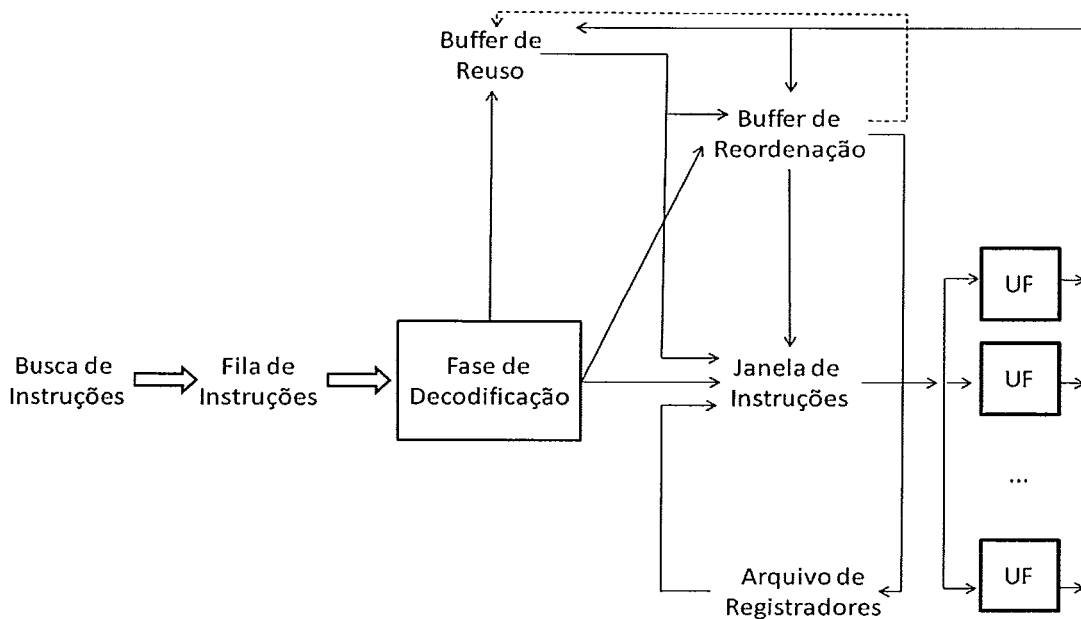 Buffer de
Reuso
Buffer de
Reordenação
UF
Busca de
Instruções
Fila de
Instruções
Fase de
Decodificação
Janela de
Instruções
UF
...
Arquivo de
Registradores
UF